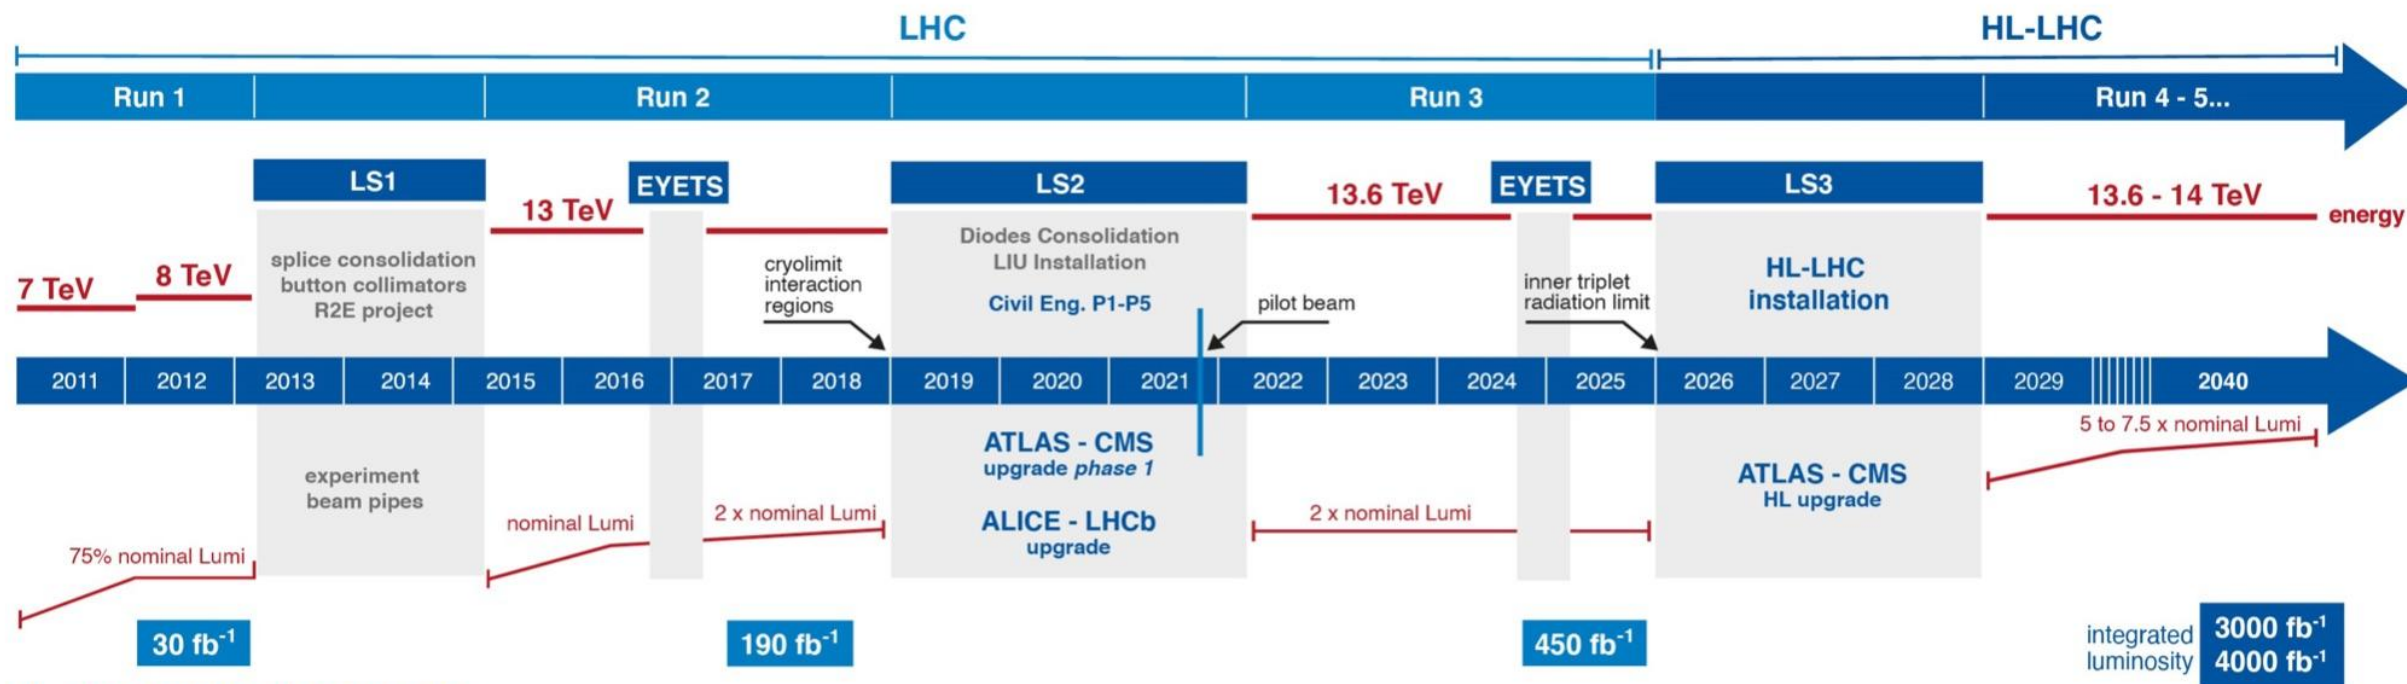 LHC
HL-LHC
Run 1
Run 2
Run 3
Run 4 - 5...
LS1
EYETS
LS2
EYETS
LS3
13 TeV
13.6 TeV
13.6 - 14 TeV
energy
7 TeV
8 TeV
splice consolidation
button collimators
R2E project
cryolimit
interaction
regions
Diodes Consolidation
LIU Installation
Civil Eng. P1-P5
pilot beam
inner triplet
radiation limit
HL-LHC
installation
2011
2012
2013
2014
2015
2016
2017
2018
2019
2020
2021
2022
2023
2024
2025
2026
2027
2028
2029
2040
experiment
beam pipes
ATLAS - CMS
upgrade phase 1
ALICE - LHCb
upgrade
ATLAS - CMS
HL upgrade
5 to 7.5 x nominal Lumi
75% nominal Lumi
nominal Lumi
2 x nominal Lumi
2 x nominal Lumi
30 fb⁻¹
190 fb⁻¹
450 fb⁻¹
integrated
luminosity
3000 fb⁻¹
4000 fb⁻¹